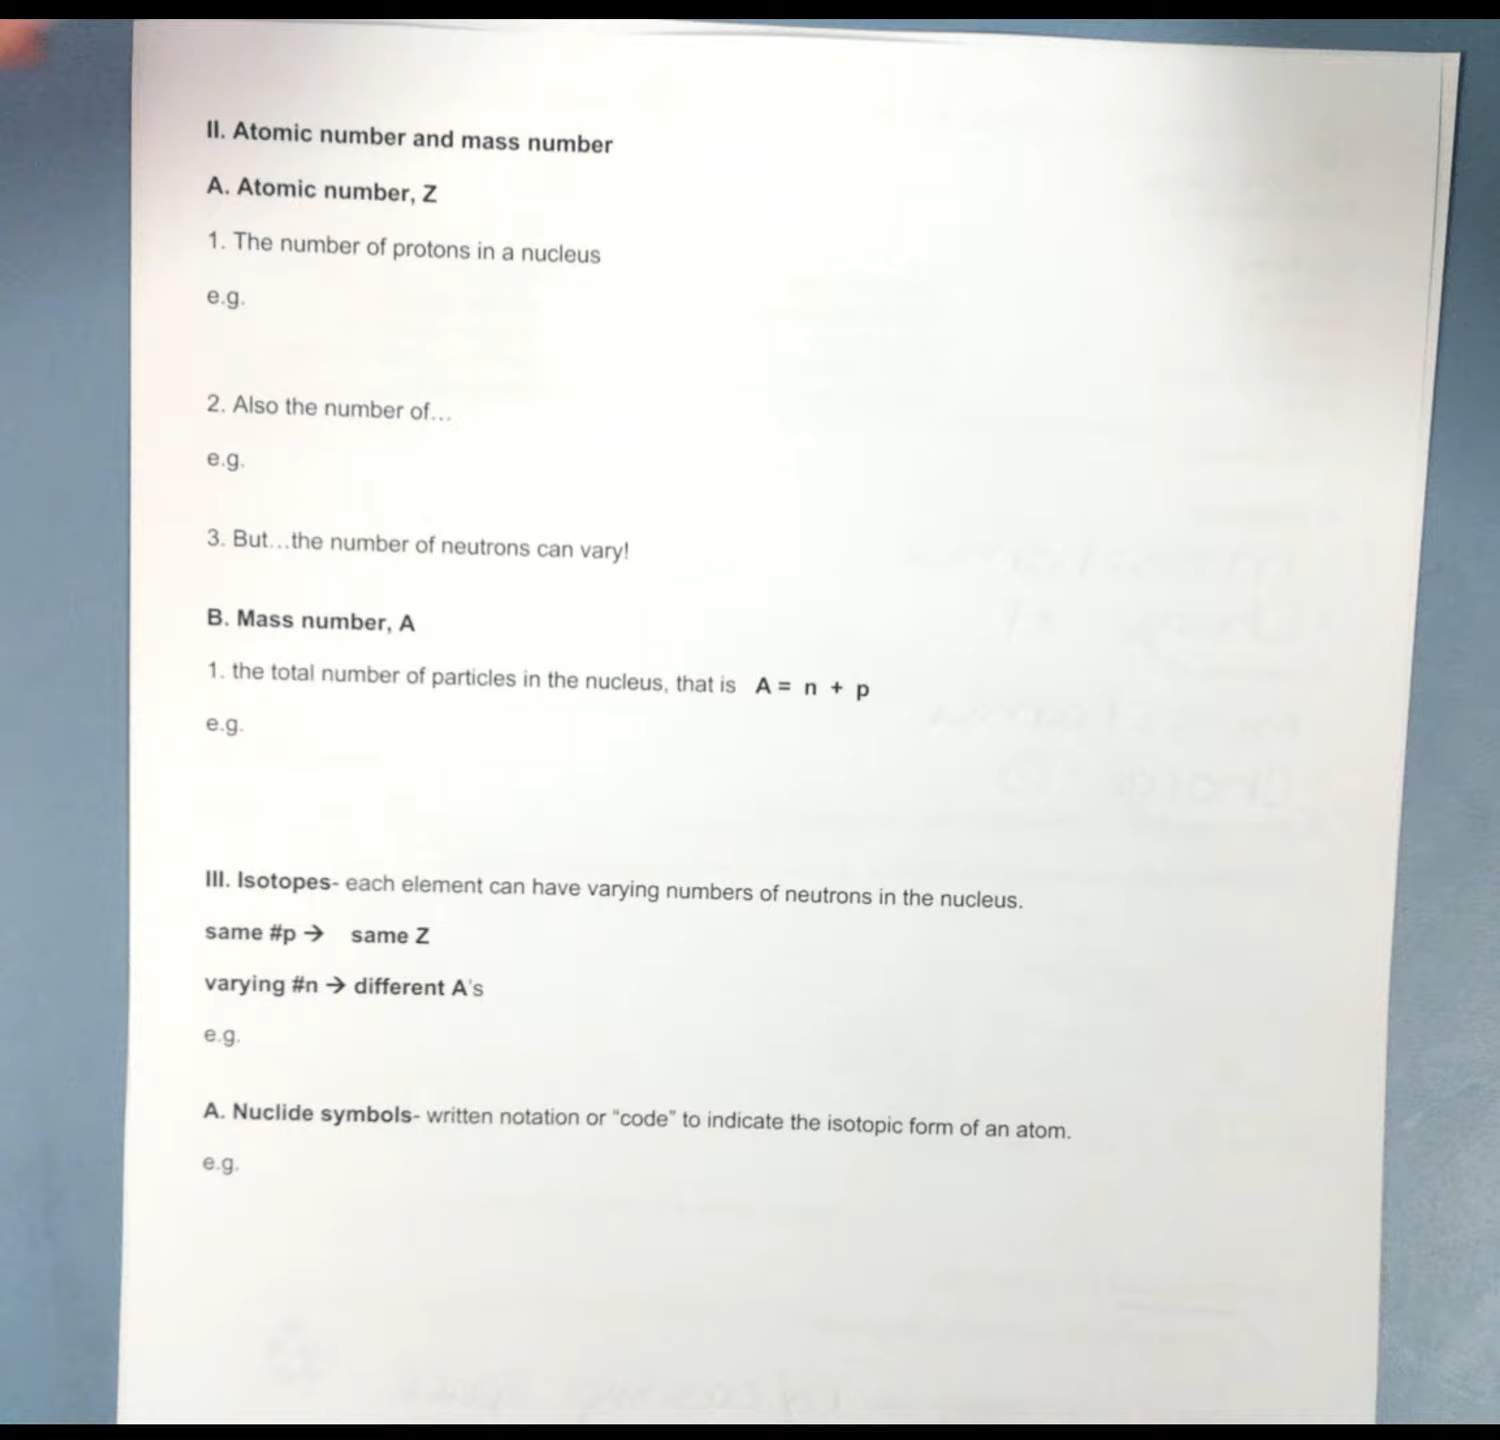 II. Atomic number and mass number
A. Atomic number, Z
1. The number of protons in a nucleus
e.g.
2. Also the number of…
e.g.
3. But…the number of neutrons can vary!
B. Mass number, A
1. the total number of particles in the nucleus, that is A = n + p
e.g.
III. Isotopes- each element can have varying numbers of neutrons in the nucleus.
same #p → same Z
varying #n → different A's
e.g.
A. Nuclide symbols- written notation or “code” to indicate the isotopic form of an atom.
e.g.